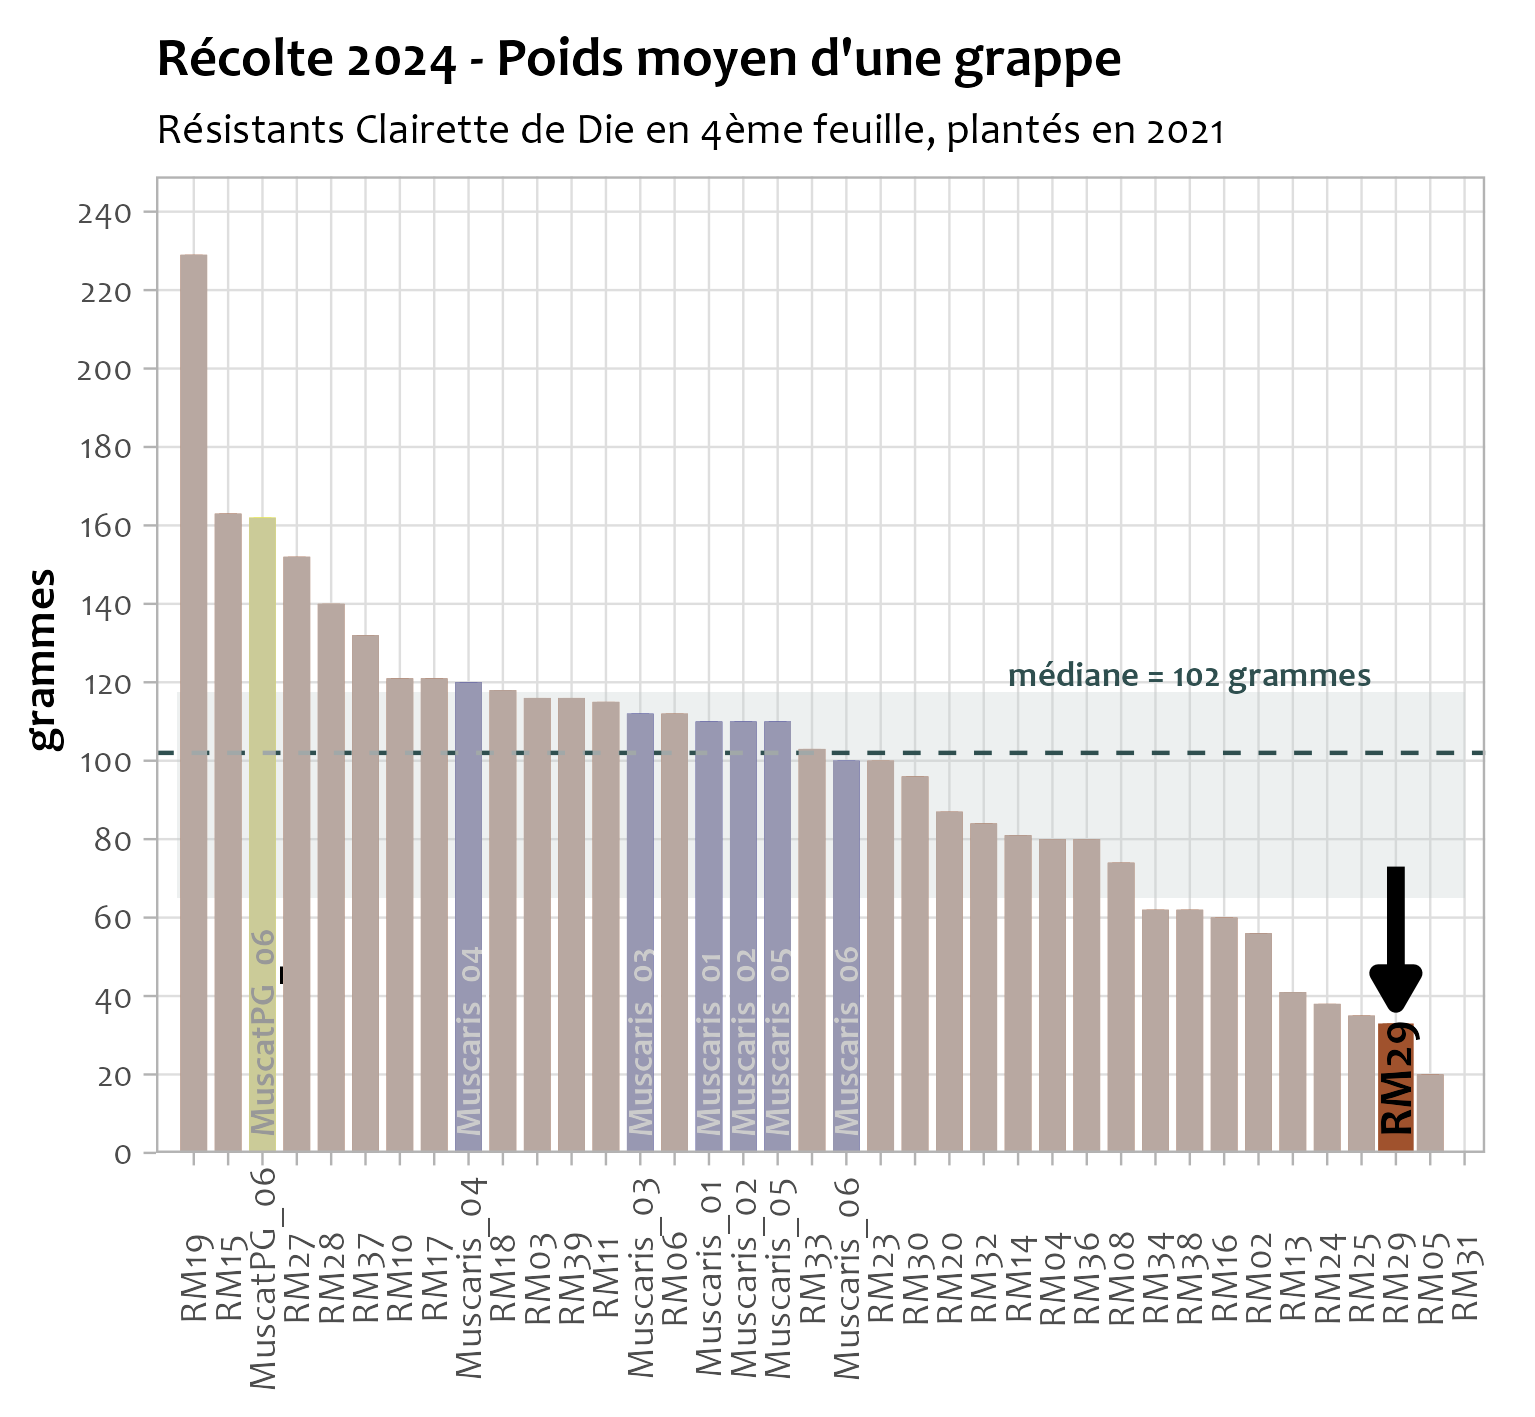 Récolte 2024 - Poids moyen d'une grappe
Résistants Clairette de Die en 4ème feuille, plantés en 2021
grammes
240
220
200
180
160
140
120
100
80
60
40
20
0
médiane = 102 grammes
MuscatPG_06
Muscaris_04
Muscaris_03
Muscaris_01
Muscaris_02
Muscaris_05
Muscaris_06
RM29
RM19
RM15
MuscatPG_06
RM27
RM28
RM37
RM10
RM17
Muscaris_04
RM18
RM03
RM39
RM11
Muscaris_03
RM06
Muscaris_01
Muscaris_02
Muscaris_05
RM33
Muscaris_06
RM23
RM30
RM20
RM32
RM14
RM04
RM36
RM08
RM34
RM38
RM16
RM02
RM13
RM24
RM25
RM29
RM05
RM31